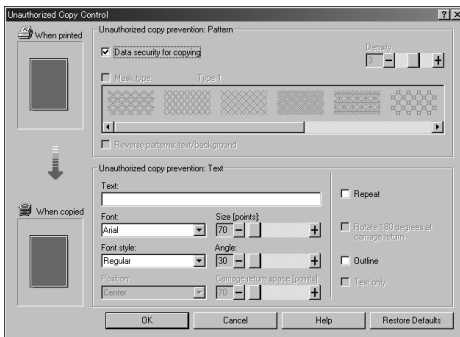 Unauthorized Copy Control
When printed
Unauthorized copy prevention: Pattern
Data security for copying
Density:
3
Mask type: Type 1
Reverse patterns: text/background
When copied
Unauthorized copy prevention: Text
Text:
Font:
Size [points]:
Arial
70
Font style:
Angle:
Regular
30
Position:
Carriage return space [points]:
Center
70
Repeat
Rotate 180 degrees at
carriage return
Outline
Text only
OK
Cancel
Help
Restore Defaults